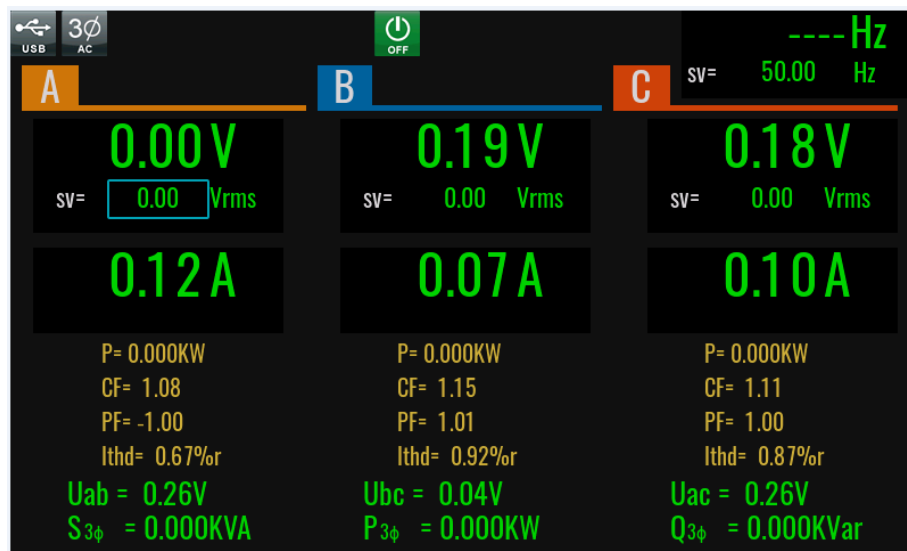 USB 3Ø AC OFF ---- Hz
sv= 50.00 Hz
A B C
0.00 V 0.19 V 0.18 V
sv= 0.00 Vrms sv= 0.00 Vrms sv= 0.00 Vrms
0.12 A 0.07 A 0.10 A
P= 0.000KW P= 0.000KW P= 0.000KW
CF= 1.08 CF= 1.15 CF= 1.11
PF= -1.00 PF= 1.01 PF= 1.00
Ithd= 0.67%r Ithd= 0.92%r Ithd= 0.87%r
Uab = 0.26V Ubc = 0.04V Uac = 0.26V
S3ϕ = 0.000KVA P3ϕ = 0.000KW Q3ϕ = 0.000KVar